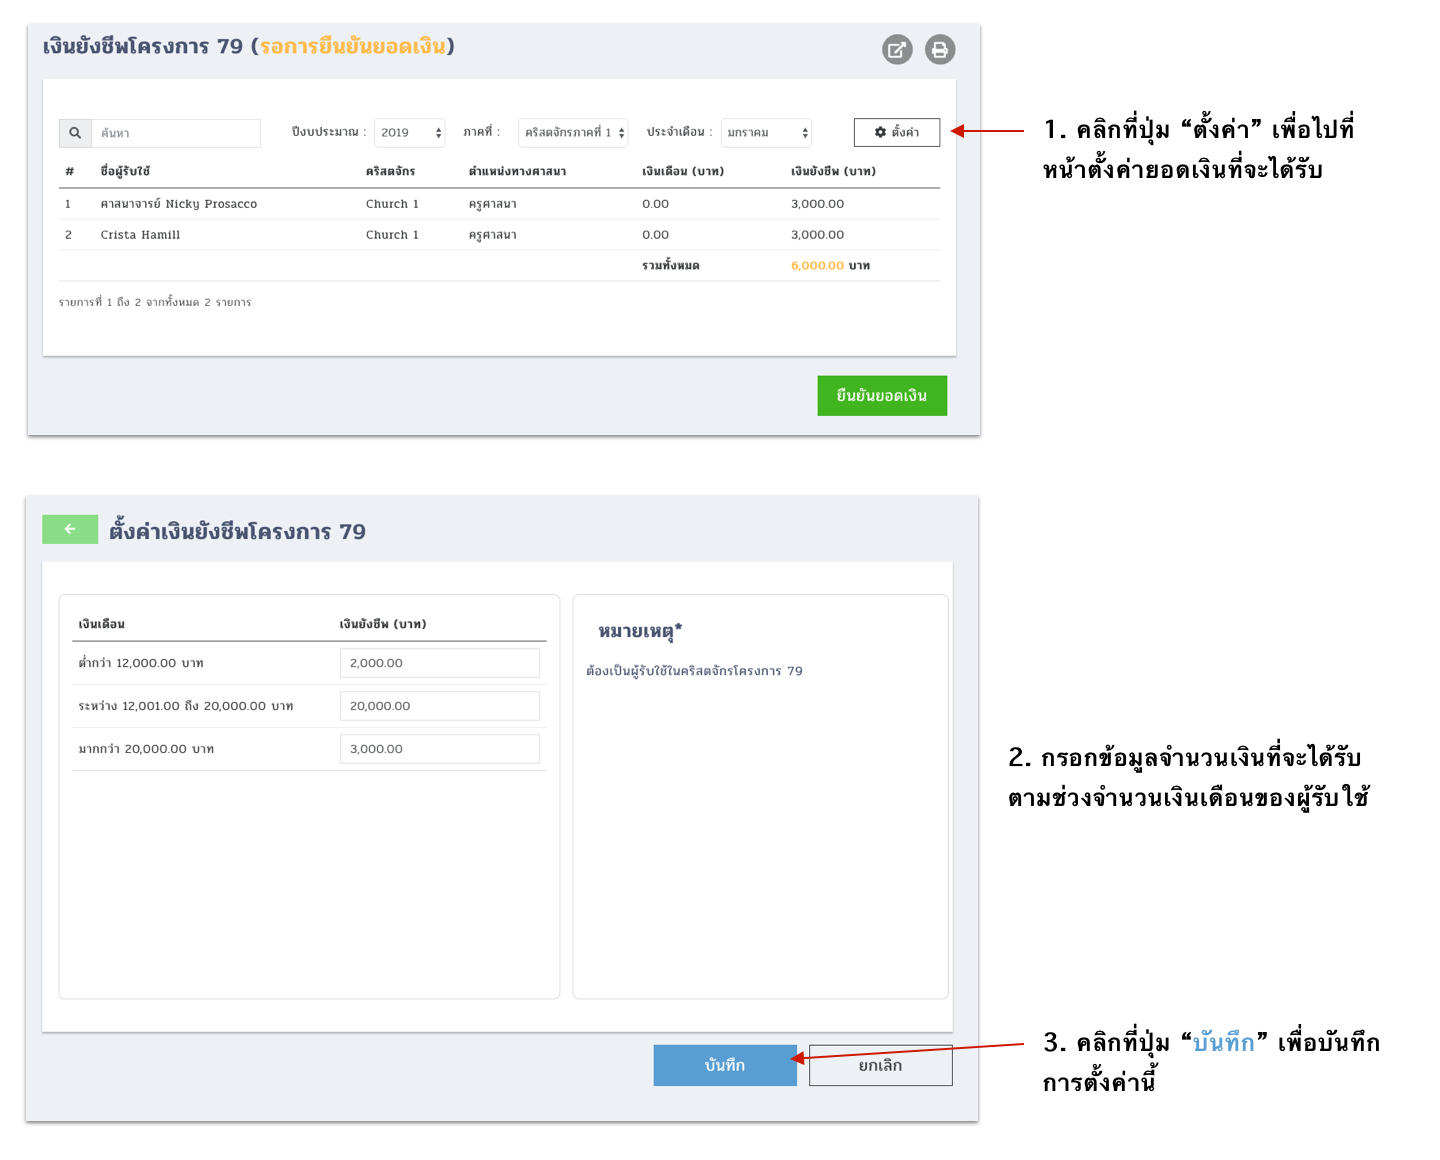 เงินยังชีพโครงการ 79 (รอการยืนยันยอดเงิน)
ค้นหา ปีงบประมาณ : 2019 ภาคที่ : คริสตจักรภาคที่ 1 ประจำเดือน : มกราคม ตั้งค่า
# ชื่อผู้รับใช้ คริสตจักร ตำแหน่งทางศาสนา เงินเดือน (บาท) เงินยังชีพ (บาท)
1 ศาสนาจารย์ Nicky Prosacco Church 1 ครูศาสนา 0.00 3,000.00
2 Crista Hamill Church 1 ครูศาสนา 0.00 3,000.00
รวมทั้งหมด 6,000.00 บาท
รายการที่ 1 ถึง 2 จากทั้งหมด 2 รายการ
ยืนยันยอดเงิน
1. คลิกที่ปุ่ม “ตั้งค่า” เพื่อไปที่
หน้าตั้งค่ายอดเงินที่จะได้รับ
ตั้งค่าเงินยังชีพโครงการ 79
เงินเดือน เงินยังชีพ (บาท)
ต่ำกว่า 12,000.00 บาท 2,000.00
ระหว่าง 12,001.00 ถึง 20,000.00 บาท 20,000.00
มากกว่า 20,000.00 บาท 3,000.00
หมายเหตุ*
ต้องเป็นผู้รับใช้ในคริสตจักรโครงการ 79
2. กรอกข้อมูลจำนวนเงินที่จะได้รับ
ตามช่วงจำนวนเงินเดือนของผู้รับใช้
บันทึก ยกเลิก
3. คลิกที่ปุ่ม “บันทึก” เพื่อบันทึก
การตั้งค่านี้